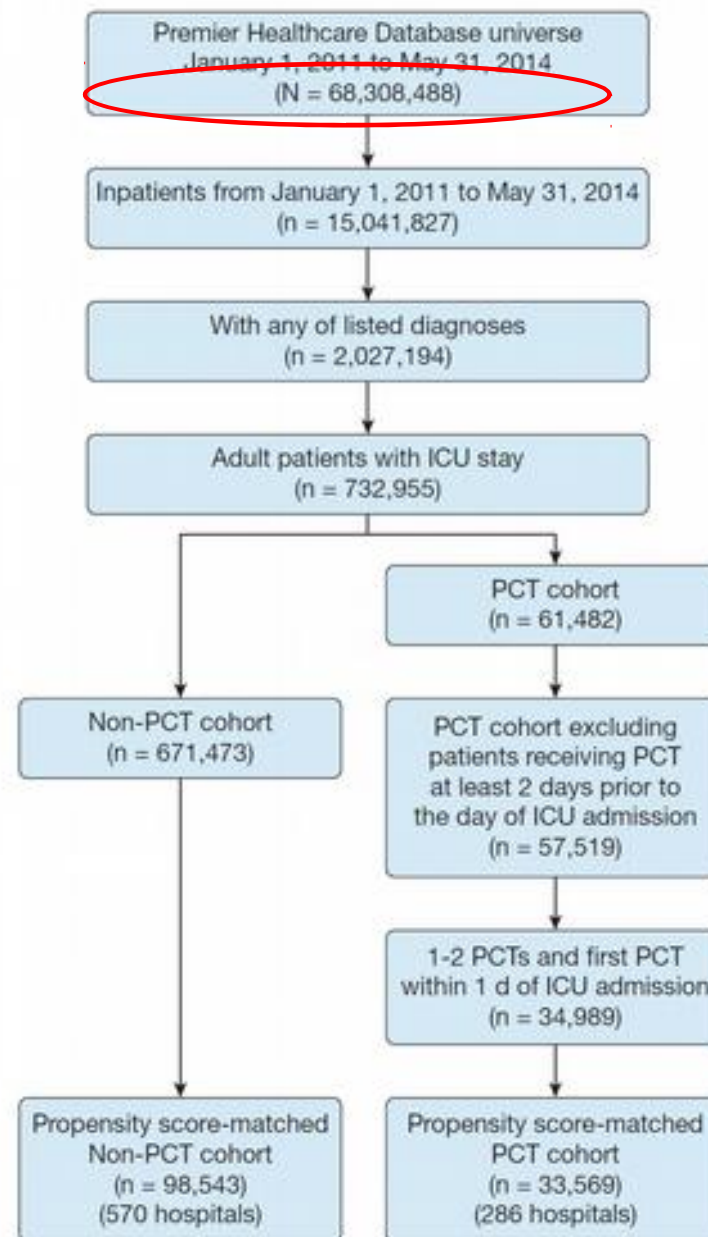 Premier Healthcare Database universe
January 1, 2011 to May 31, 2014
(N = 68,308,488)
Inpatients from January 1, 2011 to May 31, 2014
(n = 15,041,827)
With any of listed diagnoses
(n = 2,027,194)
Adult patients with ICU stay
(n = 732,955)
PCT cohort
(n = 61,482)
Non-PCT cohort
(n = 671,473)
PCT cohort excluding
patients receiving PCT
at least 2 days prior to
the day of ICU admission
(n = 57,519)
1-2 PCTs and first PCT
within 1 d of ICU admission
(n = 34,989)
Propensity score-matched
Non-PCT cohort
(n = 98,543)
(570 hospitals)
Propensity score-matched
PCT cohort
(n = 33,569)
(286 hospitals)